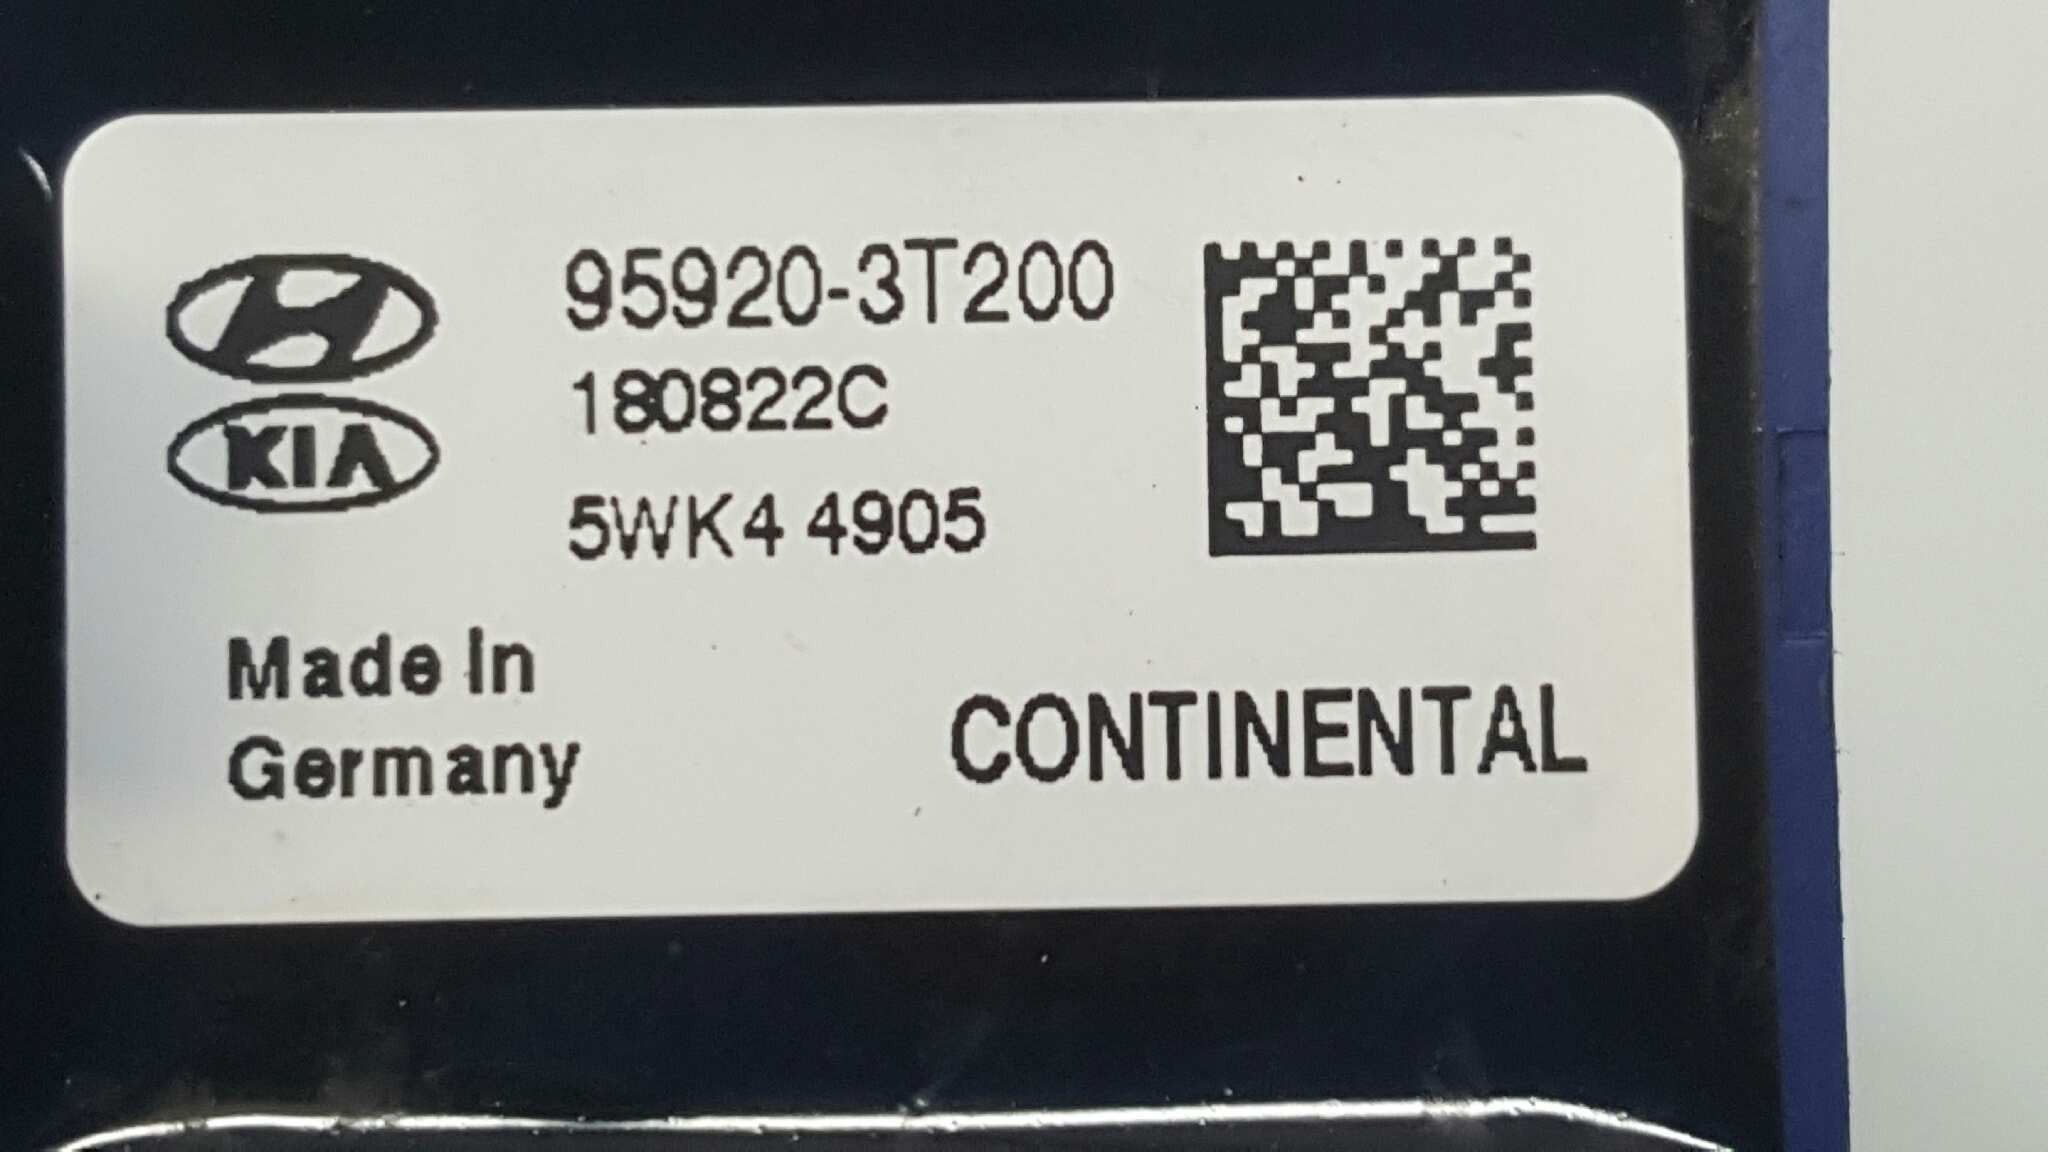 95920-3T200
180822C
KIA
5WK4 4905
Made In
Germany
CONTINENTAL